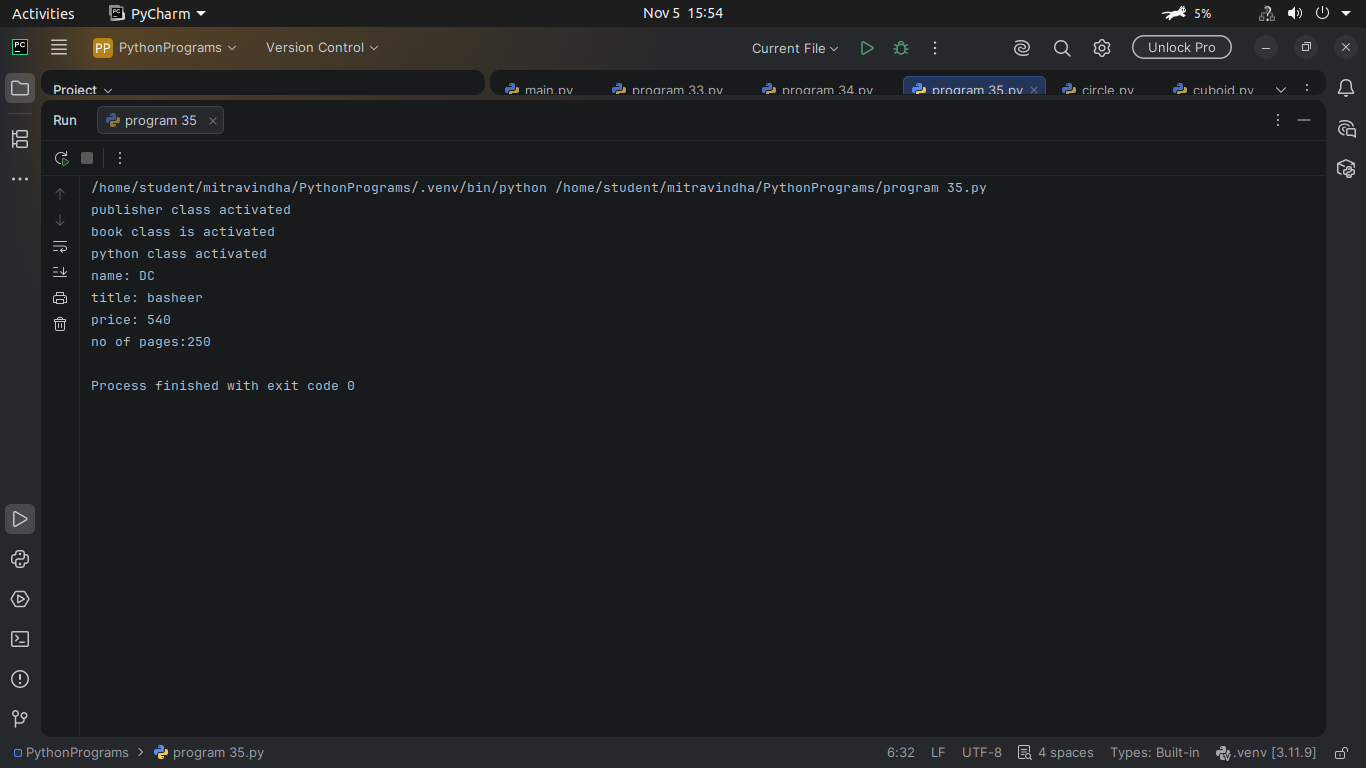 Activities PyCharm Nov 5 15:54 5%
PC PP PythonPrograms Version Control Current File Unlock Pro
Project main.py program 33.py program 34.py program 35.py circle.py cuboid.py
Run program 35
/home/student/mitravindha/PythonPrograms/.venv/bin/python /home/student/mitravindha/PythonPrograms/program 35.py
publisher class activated
book class is activated
python class activated
name: DC
title: basheer
price: 540
no of pages:250
Process finished with exit code 0
PythonPrograms program 35.py 6:32 LF UTF-8 4 spaces Types: Built-in .venv [3.11.9]